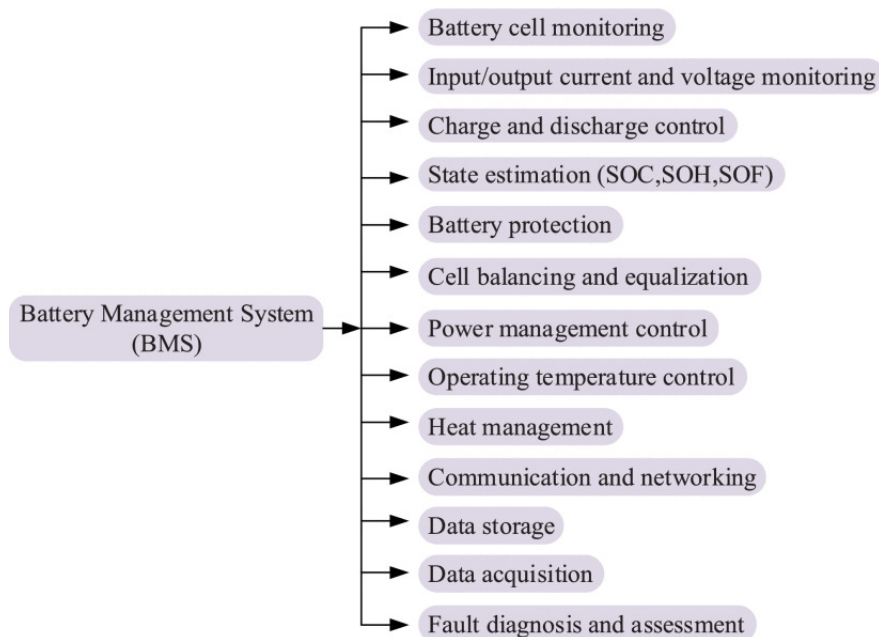 Battery cell monitoring
Input/output current and voltage monitoring
Charge and discharge control
State estimation (SOC,SOH,SOF)
Battery protection
Cell balancing and equalization
Battery Management System
(BMS)
Power management control
Operating temperature control
Heat management
Communication and networking
Data storage
Data acquisition
Fault diagnosis and assessment